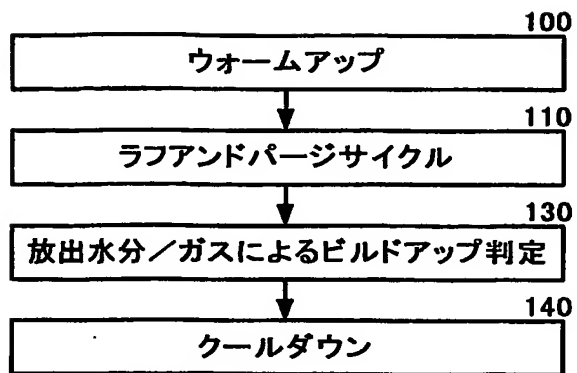 100
ウォームアップ
110
ラフアンドパージサイクル
130
放出水分／ガスによるビルドアップ判定
140
クールダウン